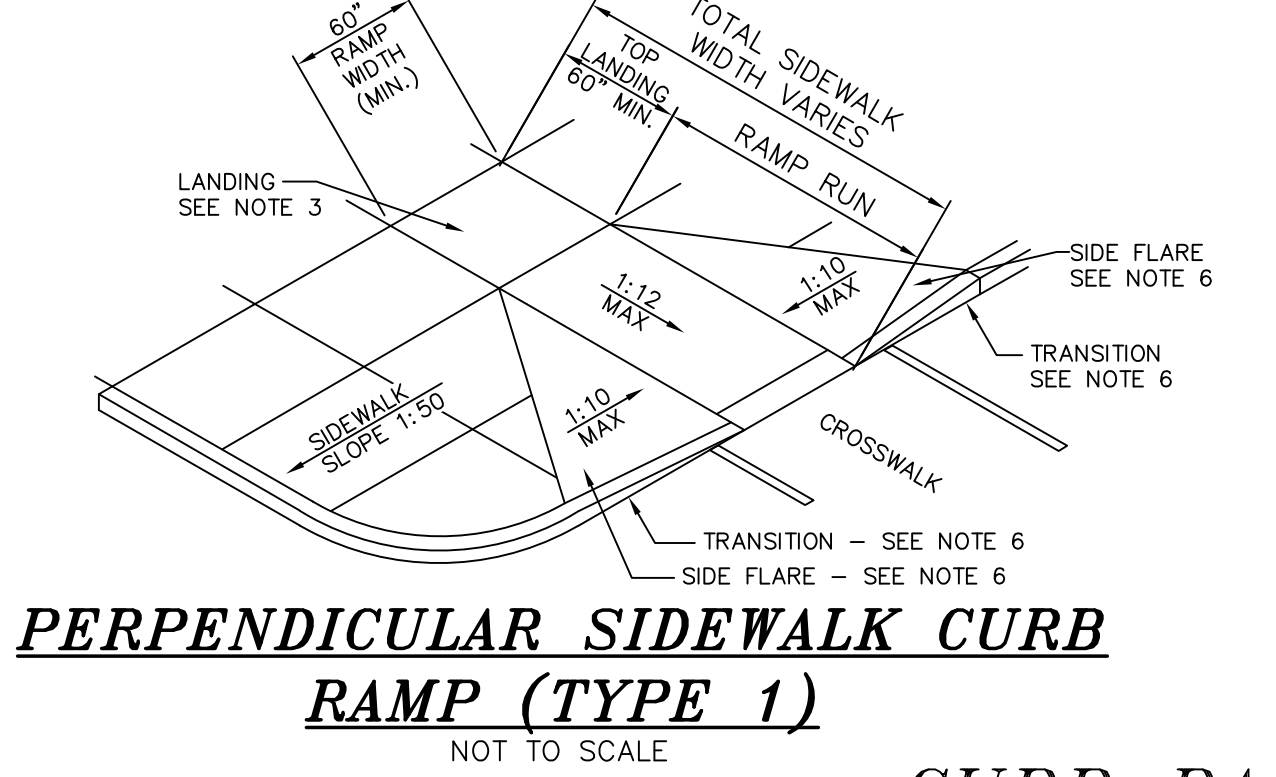 60"
RAMP
WIDTH
(MIN.)
TOP
LANDING
60" MIN.
TOTAL SIDEWALK
WIDTH VARIES
RAMP RUN
LANDING
SEE NOTE 3
1:12
MAX
1:10
MAX
SIDE FLARE
SEE NOTE 6
TRANSITION
SEE NOTE 6
SIDEWALK
SLOPE 1:50
1:10
MAX
CROSSWALK
TRANSITION – SEE NOTE 6
SIDE FLARE – SEE NOTE 6
PERPENDICULAR SIDEWALK CURB
RAMP (TYPE 1)
NOT TO SCALE